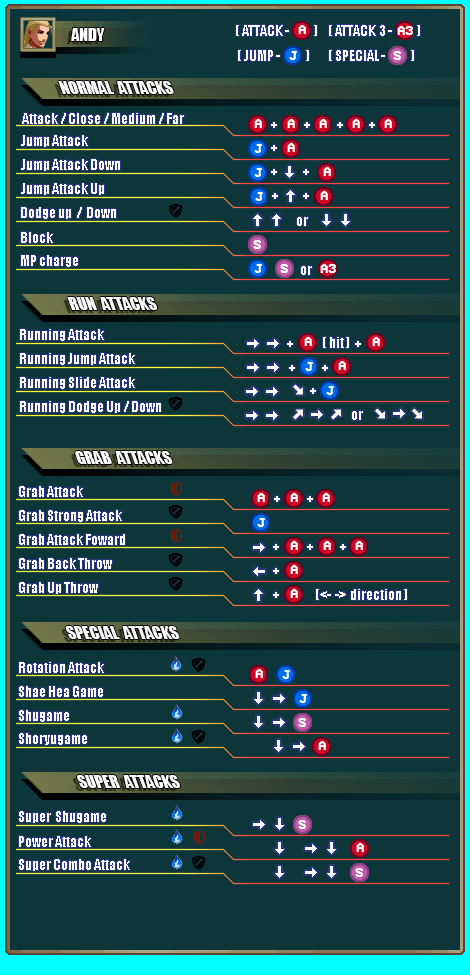 ANDY [ATTACK- A ] [ATTACK 3- A3 ]
[JUMP- J ] [SPECIAL- S ]
NORMAL ATTACKS
Attack / Close / Medium / Far A + A + A + A + A
Jump Attack J + A
Jump Attack Down J + ↓ + A
Jump Attack Up J + ↑ + A
Dodge up / Down ↑ ↑ or ↓ ↓
Block S
MP charge J S or A3
RUN ATTACKS
Running Attack → → + A [hit] + A
Running Jump Attack → → + J + A
Running Slide Attack → → ↘ + J
Running Dodge Up / Down → → ↗ → ↗ or ↘ → ↘
GRAB ATTACKS
Grab Attack A + A + A
Grab Strong Attack J
Grab Attack Foward → + A + A + A
Grab Back Throw ← + A
Grab Up Throw ↑ + A [<--> direction]
SPECIAL ATTACKS
Rotation Attack A J
Shae Hea Game ↓ → J
Shugame ↓ → S
Shoryugame ↓ → A
SUPER ATTACKS
Super Shugame → ↓ S
Power Attack ↓ → ↓ A
Super Combo Attack ↓ → ↓ S